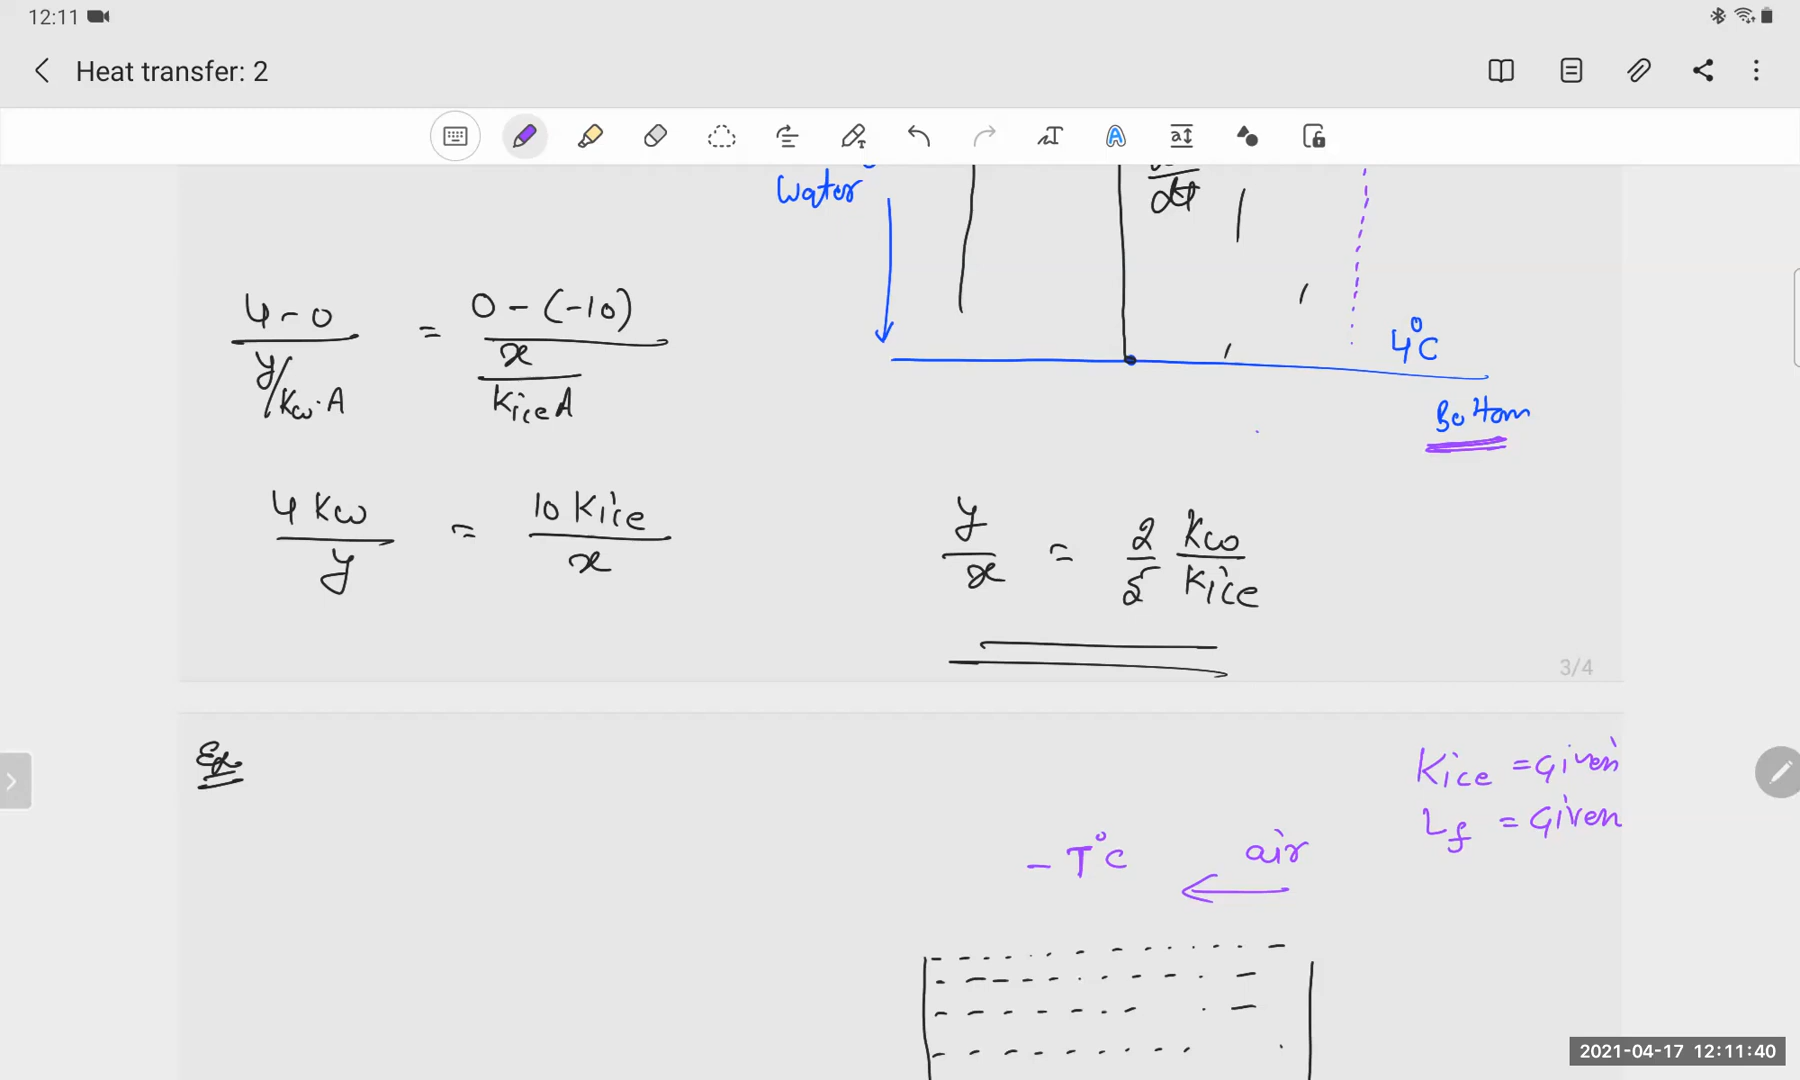 12:11
Heat transfer: 2
Water
4-0 / (y / Kw.A) = 0-(-10) / (x / Kice A)
4°C
Bottom
4 Kw / y = 10 Kice / x
y / x = 2/5 Kw / Kice
3/4
Ex
Kice = Given
Lf = Given
-T°C
air
2021-04-17 12:11:40